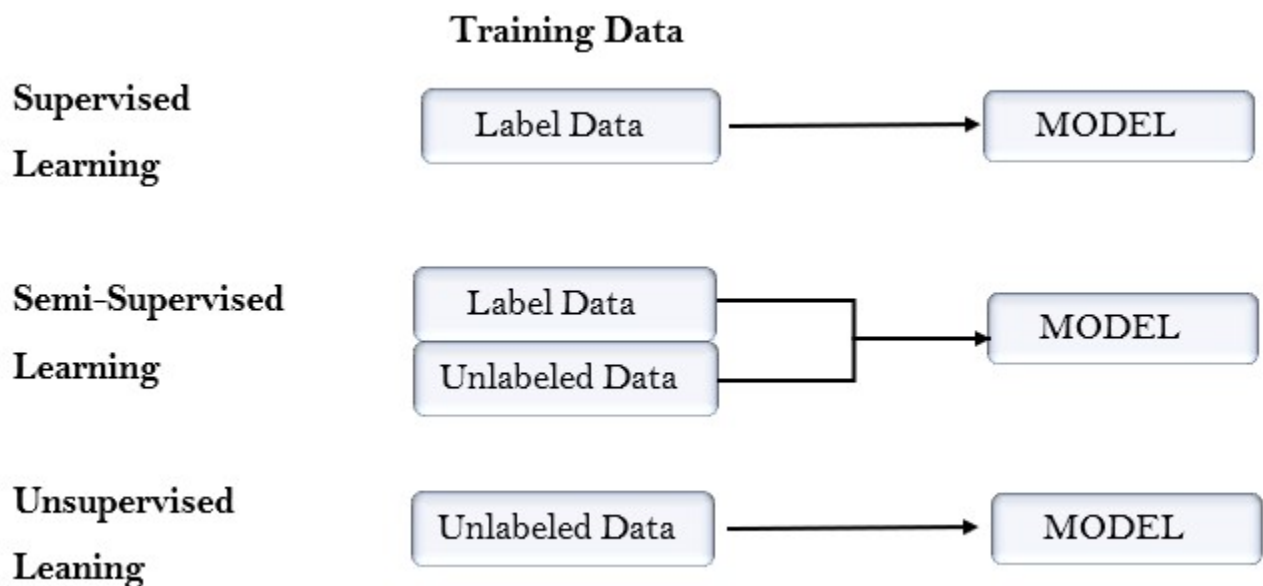 Training Data
Supervised
Learning
Label Data
MODEL
Semi-Supervised
Learning
Label Data
Unlabeled Data
MODEL
Unsupervised
Leaning
Unlabeled Data
MODEL